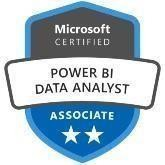 Microsoft
CERTIFIED
POWER BI
DATA ANALYST
ASSOCIATE